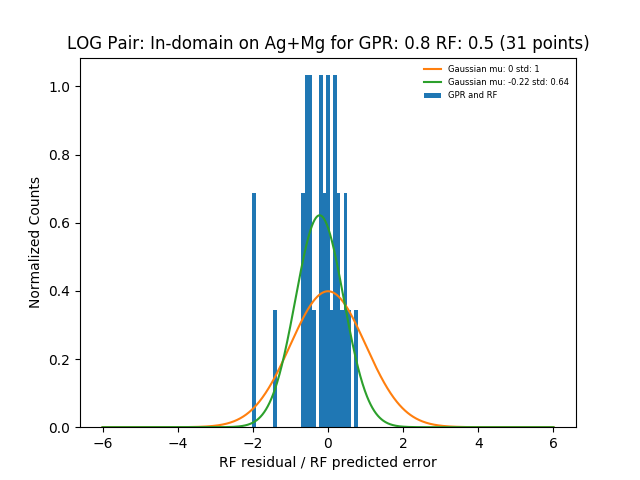 LOG Pair: In-domain on Ag+Mg for GPR: 0.8 RF: 0.5 (31 points)
Gaussian mu: 0 std: 1
Gaussian mu: -0.22 std: 0.64
GPR and RF
Normalized Counts
1.0
0.8
0.6
0.4
0.2
0.0
−6 −4 −2 0 2 4 6
RF residual / RF predicted error